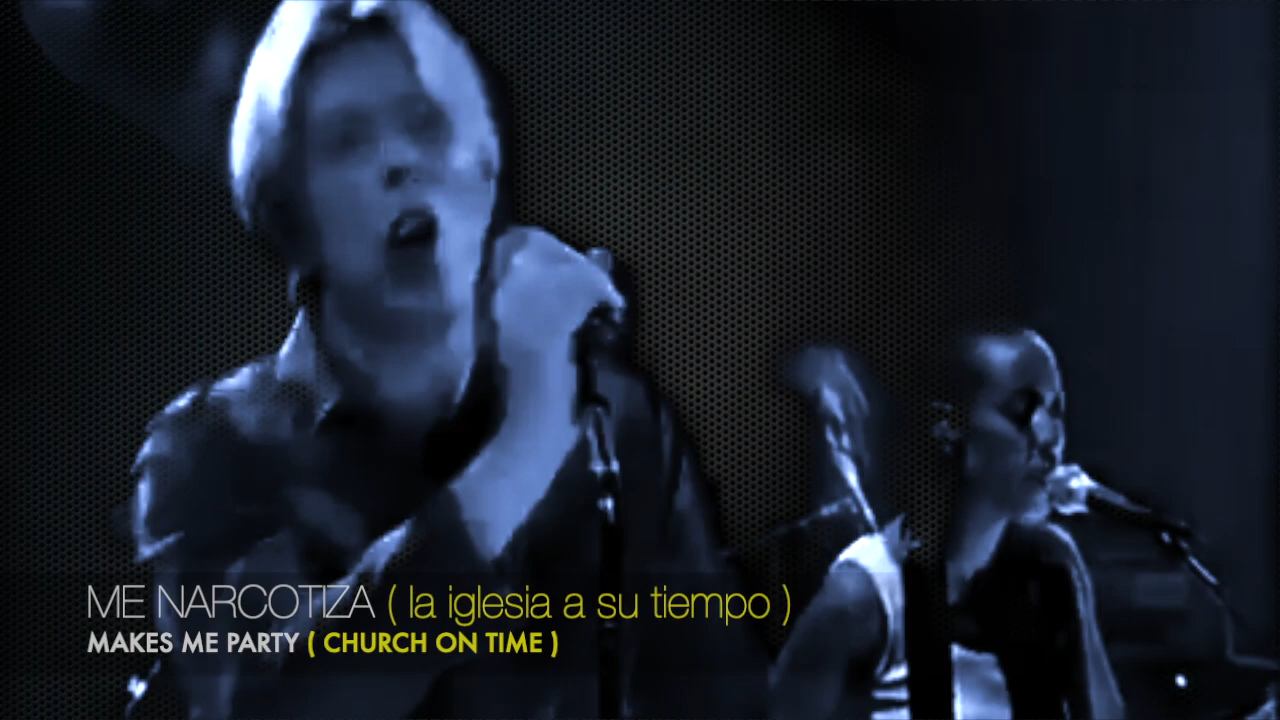 ME NARCOTIZA ( la iglesia a su tiempo )
MAKES ME PARTY ( CHURCH ON TIME )